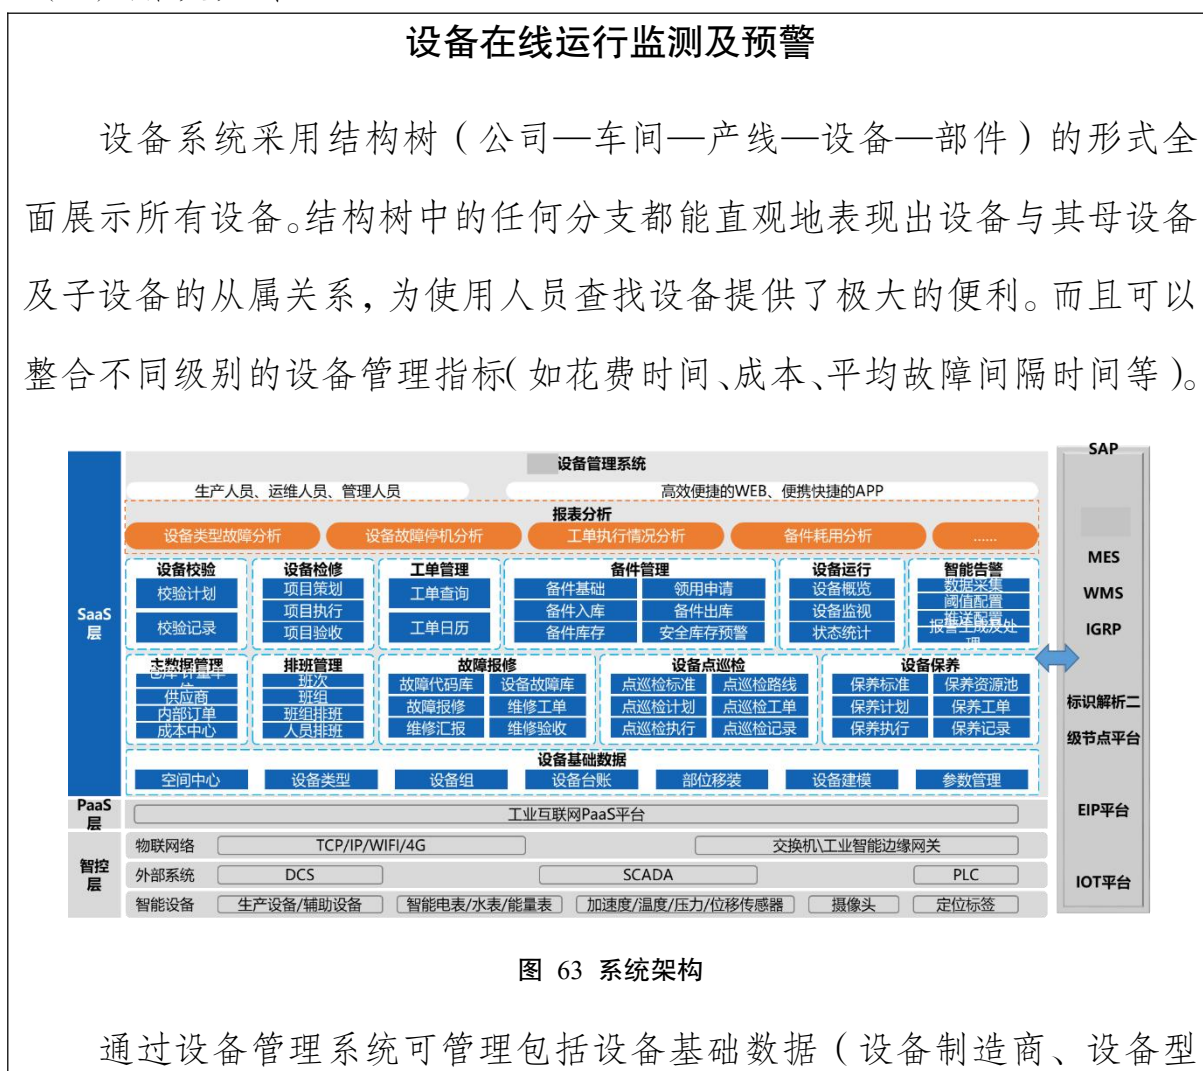 设备在线运行监测及预警
设备系统采用结构树（公司—车间—产线—设备—部件）的形式全
面展示所有设备。结构树中的任何分支都能直观地表现出设备与其母设备
及子设备的从属关系，为使用人员查找设备提供了极大的便利。而且可以
整合不同级别的设备管理指标（如花费时间、成本、平均故障间隔时间等）。
设备管理系统
生产人员、运维人员、管理人员 高效便捷的WEB、便携快捷的APP
报表分析
设备类型故障分析 设备故障停机分析 工单执行情况分析 备件耗用分析 ……
SaaS层
设备校验 设备检修 工单管理 备件管理 设备运行 智能告警
校验计划 项目策划 工单查询 备件基础 领用申请 设备概览 数据采集
项目执行 备件入库 备件出库 设备监视 阈值配置
校验记录 项目验收 工单日历 备件库存 安全库存预警 状态统计 推送配置
报警生成及处理
主数据管理 排班管理 故障报修 设备点巡检 设备保养
班次 故障代码库 设备故障库 点巡检标准 点巡检路线 保养标准 保养资源池
供应商 班组 故障报修 维修工单 点巡检计划 点巡检工单 保养计划 保养工单
内部订单 班组排班 维修汇报 维修验收 点巡检执行 点巡检记录 保养执行 保养记录
成本中心 人员排班
设备基础数据
空间中心 设备类型 设备组 设备台账 部位移装 设备建模 参数管理
PaaS层
工业互联网PaaS平台
智控层
物联网络 TCP/IP/WIFI/4G 交换机\工业智能边缘网关
外部系统 DCS SCADA PLC
智能设备 生产设备/辅助设备 智能电表/水表/能量表 加速度/温度/压力/位移传感器 摄像头 定位标签
SAP
MES
WMS
IGRP
标识解析二
级节点平台
EIP平台
IOT平台
图 63 系统架构
通过设备管理系统可管理包括设备基础数据（设备制造商、设备型